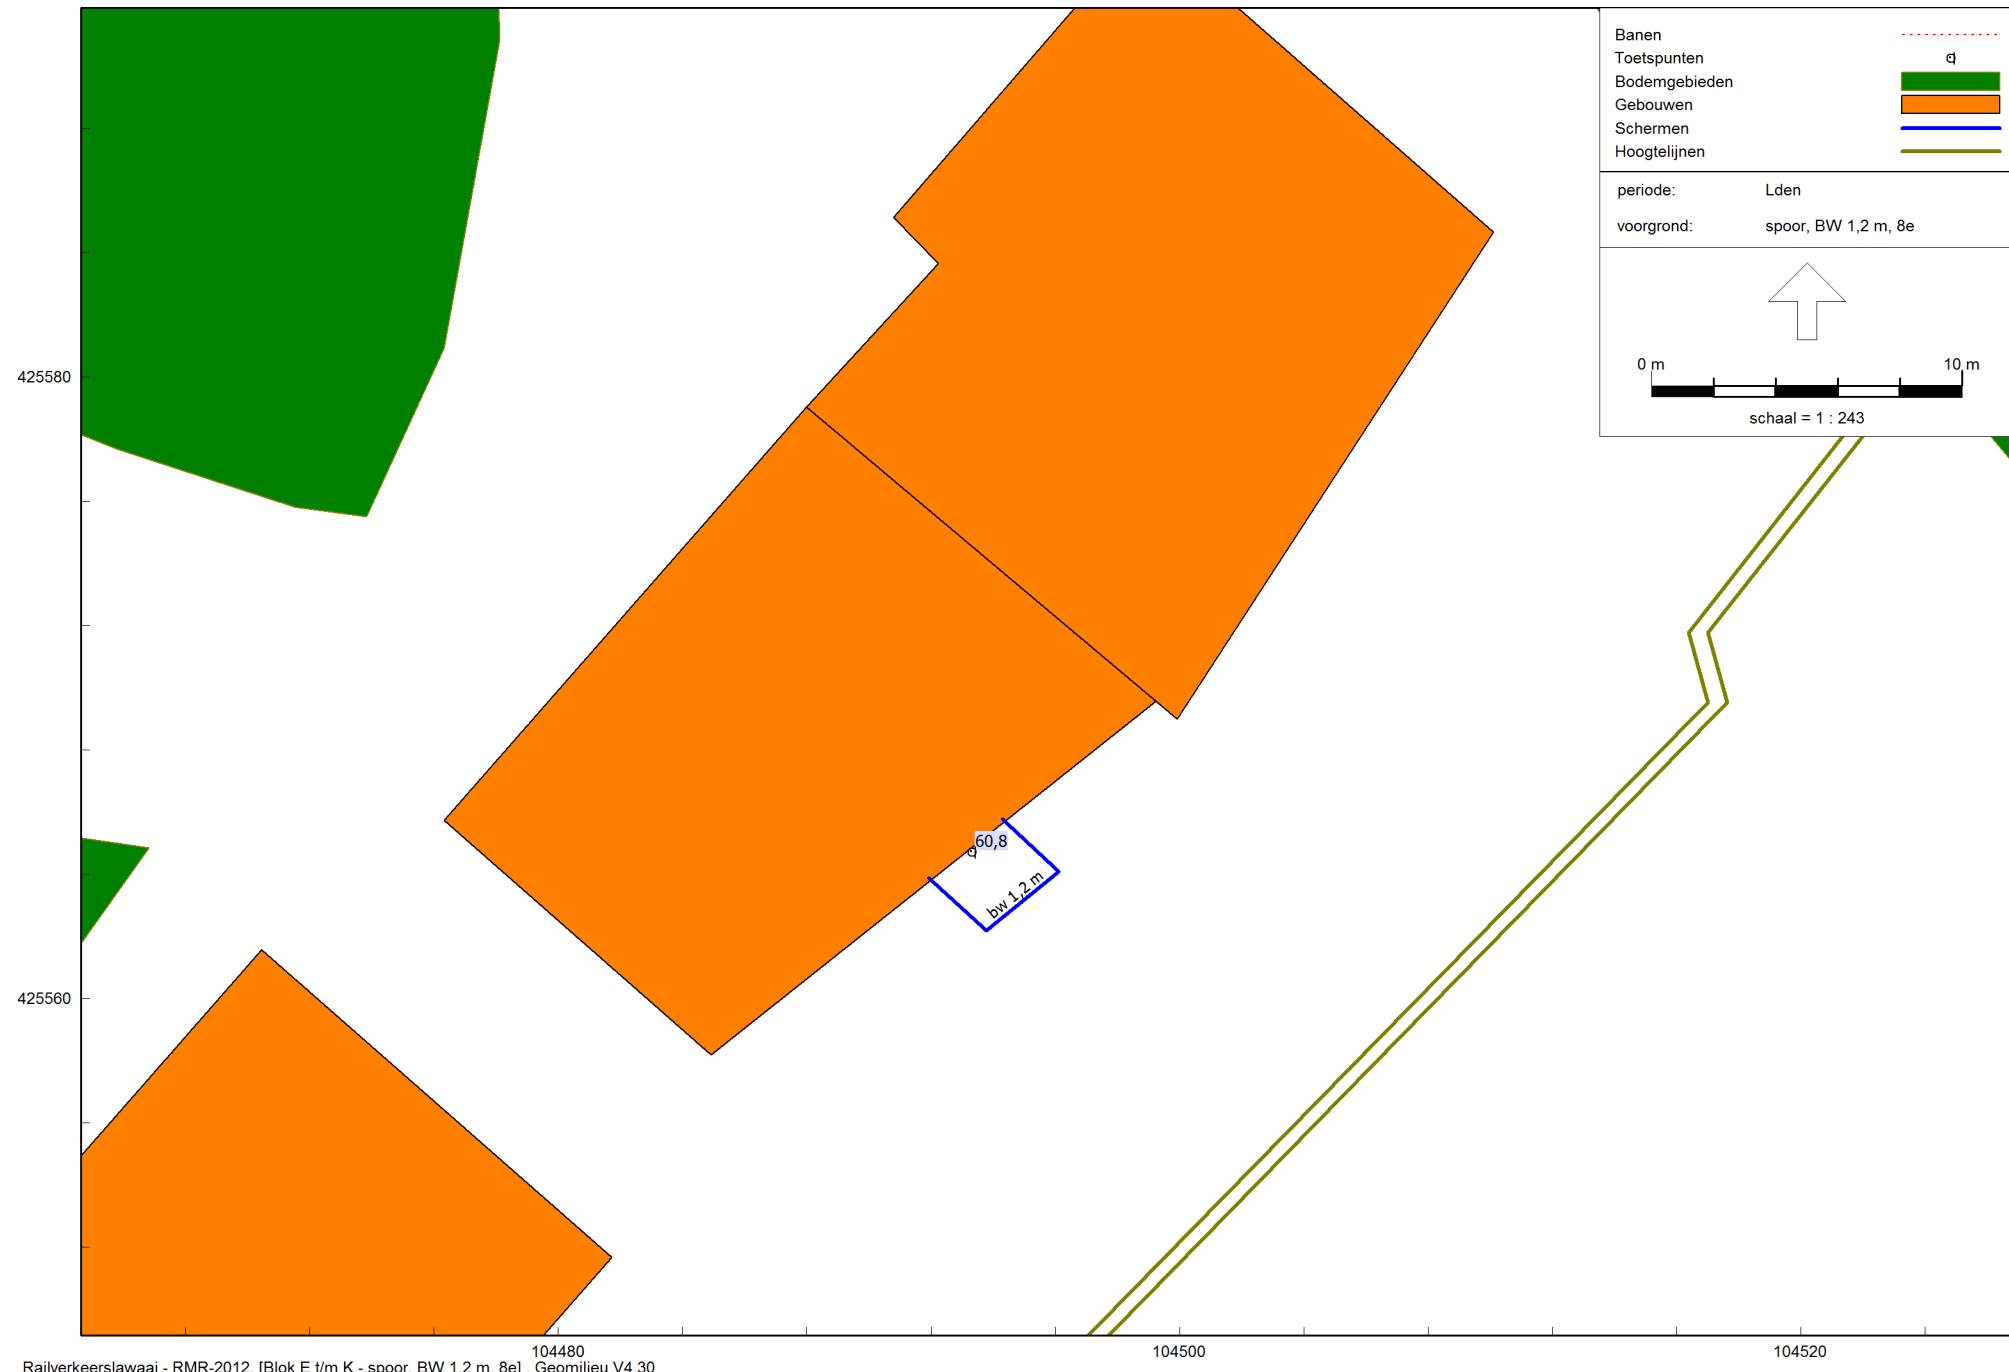 Banen
Toetspunten
Bodemgebieden
Gebouwen
Schermen
Hoogtelijnen
periode: Lden
voorgrond: spoor, BW 1,2 m, 8e
0 m 10 m
schaal = 1 : 243
425580
60,8
bw 1,2 m
425560
104480 104500 104520
Railverkeerslawaai - RMR-2012, [Blok E t/m K - spoor, BW 1,2 m, 8e] , Geomilieu V4.30